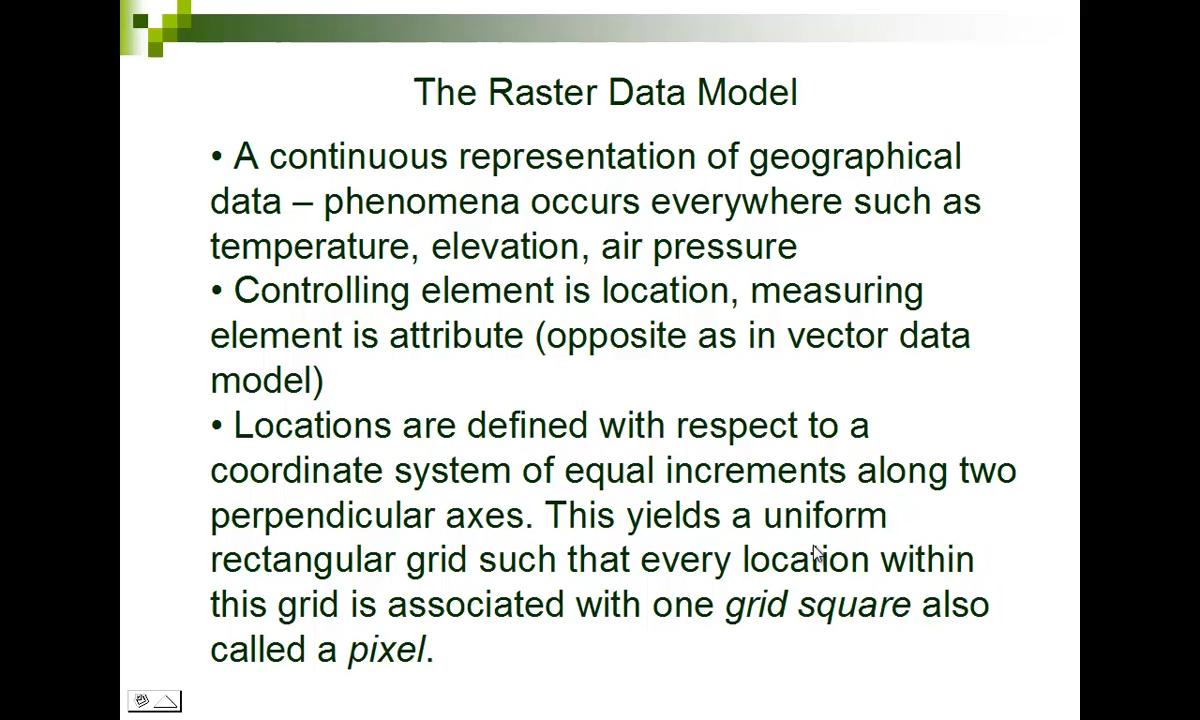 The Raster Data Model
• A continuous representation of geographical
data – phenomena occurs everywhere such as
temperature, elevation, air pressure
• Controlling element is location, measuring
element is attribute (opposite as in vector data
model)
• Locations are defined with respect to a
coordinate system of equal increments along two
perpendicular axes. This yields a uniform
rectangular grid such that every location within
this grid is associated with one grid square also
called a pixel.